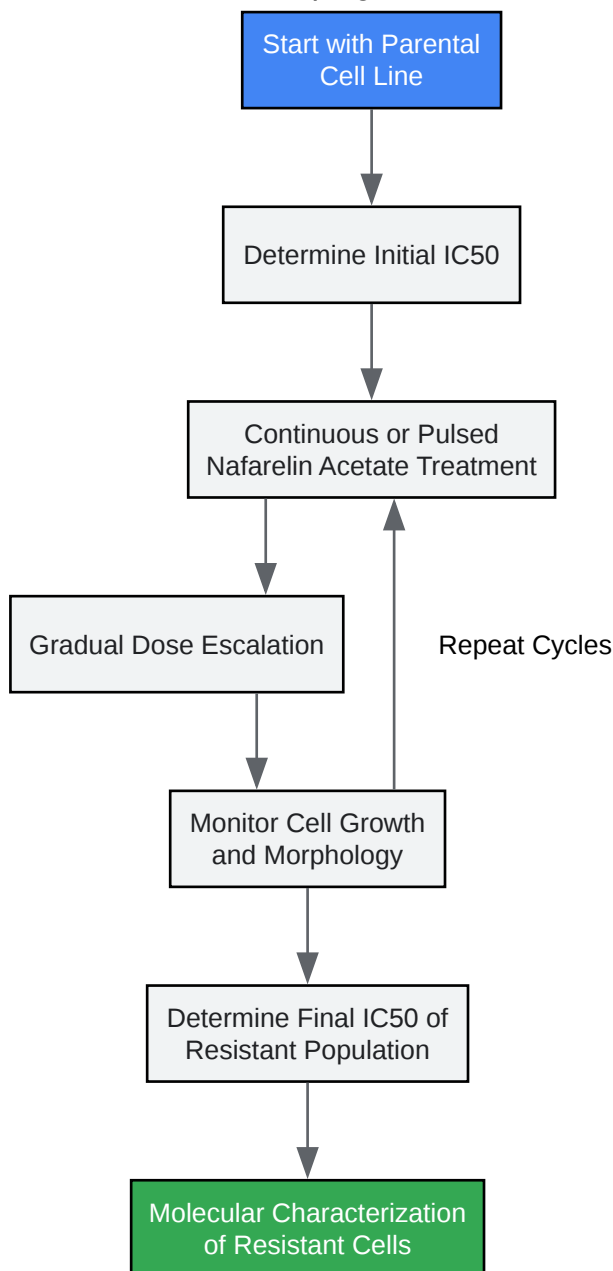 Start with Parental
Cell Line
Determine Initial IC50
Continuous or Pulsed
Nafarelin Acetate Treatment
Gradual Dose Escalation
Repeat Cycles
Monitor Cell Growth
and Morphology
Determine Final IC50 of
Resistant Population
Molecular Characterization
of Resistant Cells